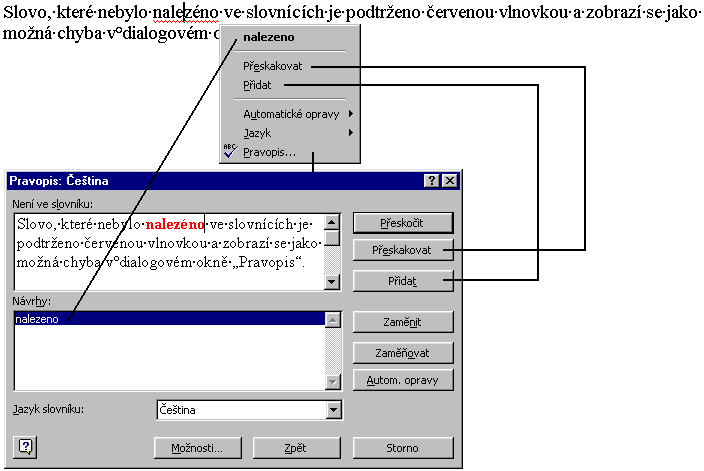 Slovo,·které·nebylo·nalezéno·ve·slovnících·je·podtrženo·červenou·vlnovkou·a·zobrazí·se·jako·
možná·chyba·v°dialogovém·o
nalezeno
Přeskakovat
Přidat
Automatické opravy
Jazyk
ABC Pravopis...
Pravopis: Čeština
Není ve slovníku:
Slovo,·které·nebylo·nalezéno·ve·slovnících·je·
podtrženo·červenou·vlnovkou·a·zobrazí·se·jako·
možná·chyba·v°dialogovém·okně·„Pravopis“.
Přeskočit
Přeskakovat
Přidat
Návrhy:
nalezeno
Zaměnit
Zaměňovat
Autom. opravy
Jazyk slovníku:
Čeština
Možnosti...
Zpět
Storno